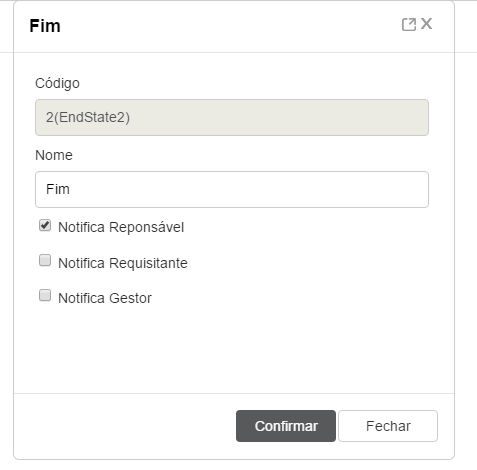 Fim
Código
2(EndState2)
Nome
Fim
Notifica Reponsável
Notifica Requisitante
Notifica Gestor
Confirmar
Fechar